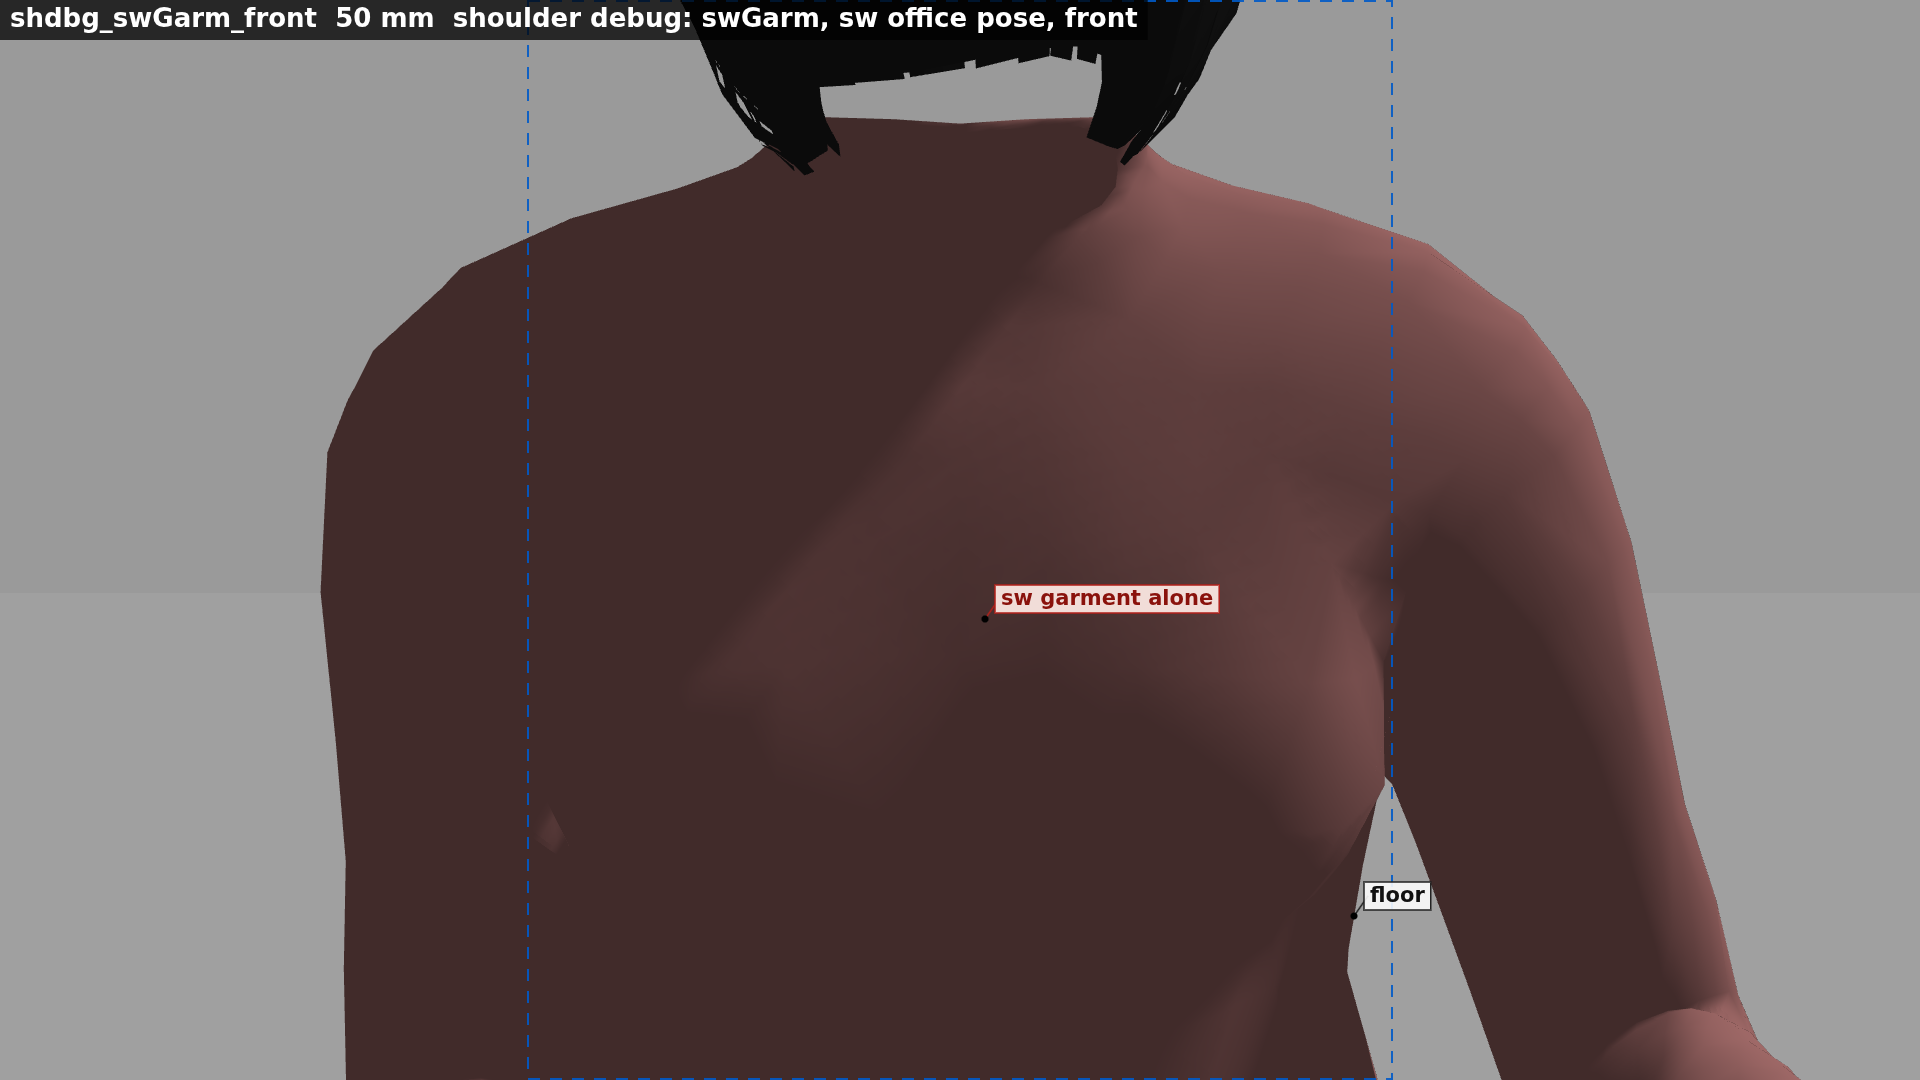 shdbg_swGarm_front  50 mm  shoulder debug: swGarm, sw office pose, front
sw garment alone
floor